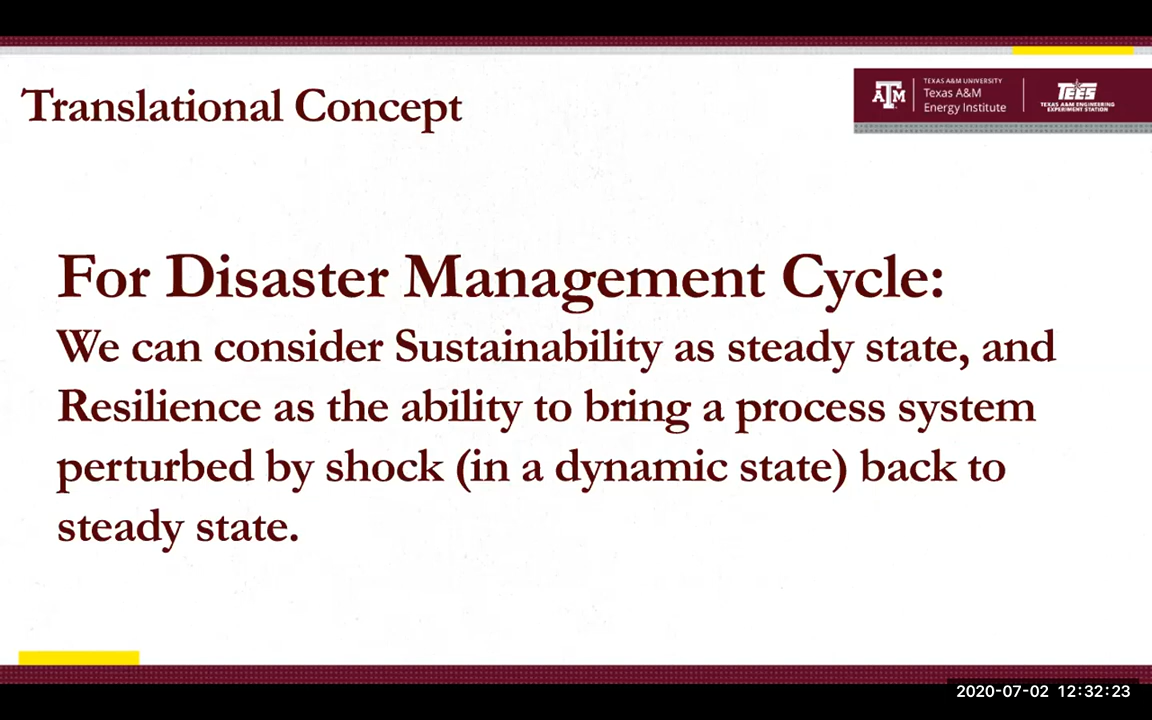 Translational Concept
TEXAS A&M UNIVERSITY
Texas A&M
Energy Institute
ATM
TEES
TEXAS A&M ENGINEERING
EXPERIMENT STATION
For Disaster Management Cycle:
We can consider Sustainability as steady state, and
Resilience as the ability to bring a process system
perturbed by shock (in a dynamic state) back to
steady state.
2020-07-02 12:32:23